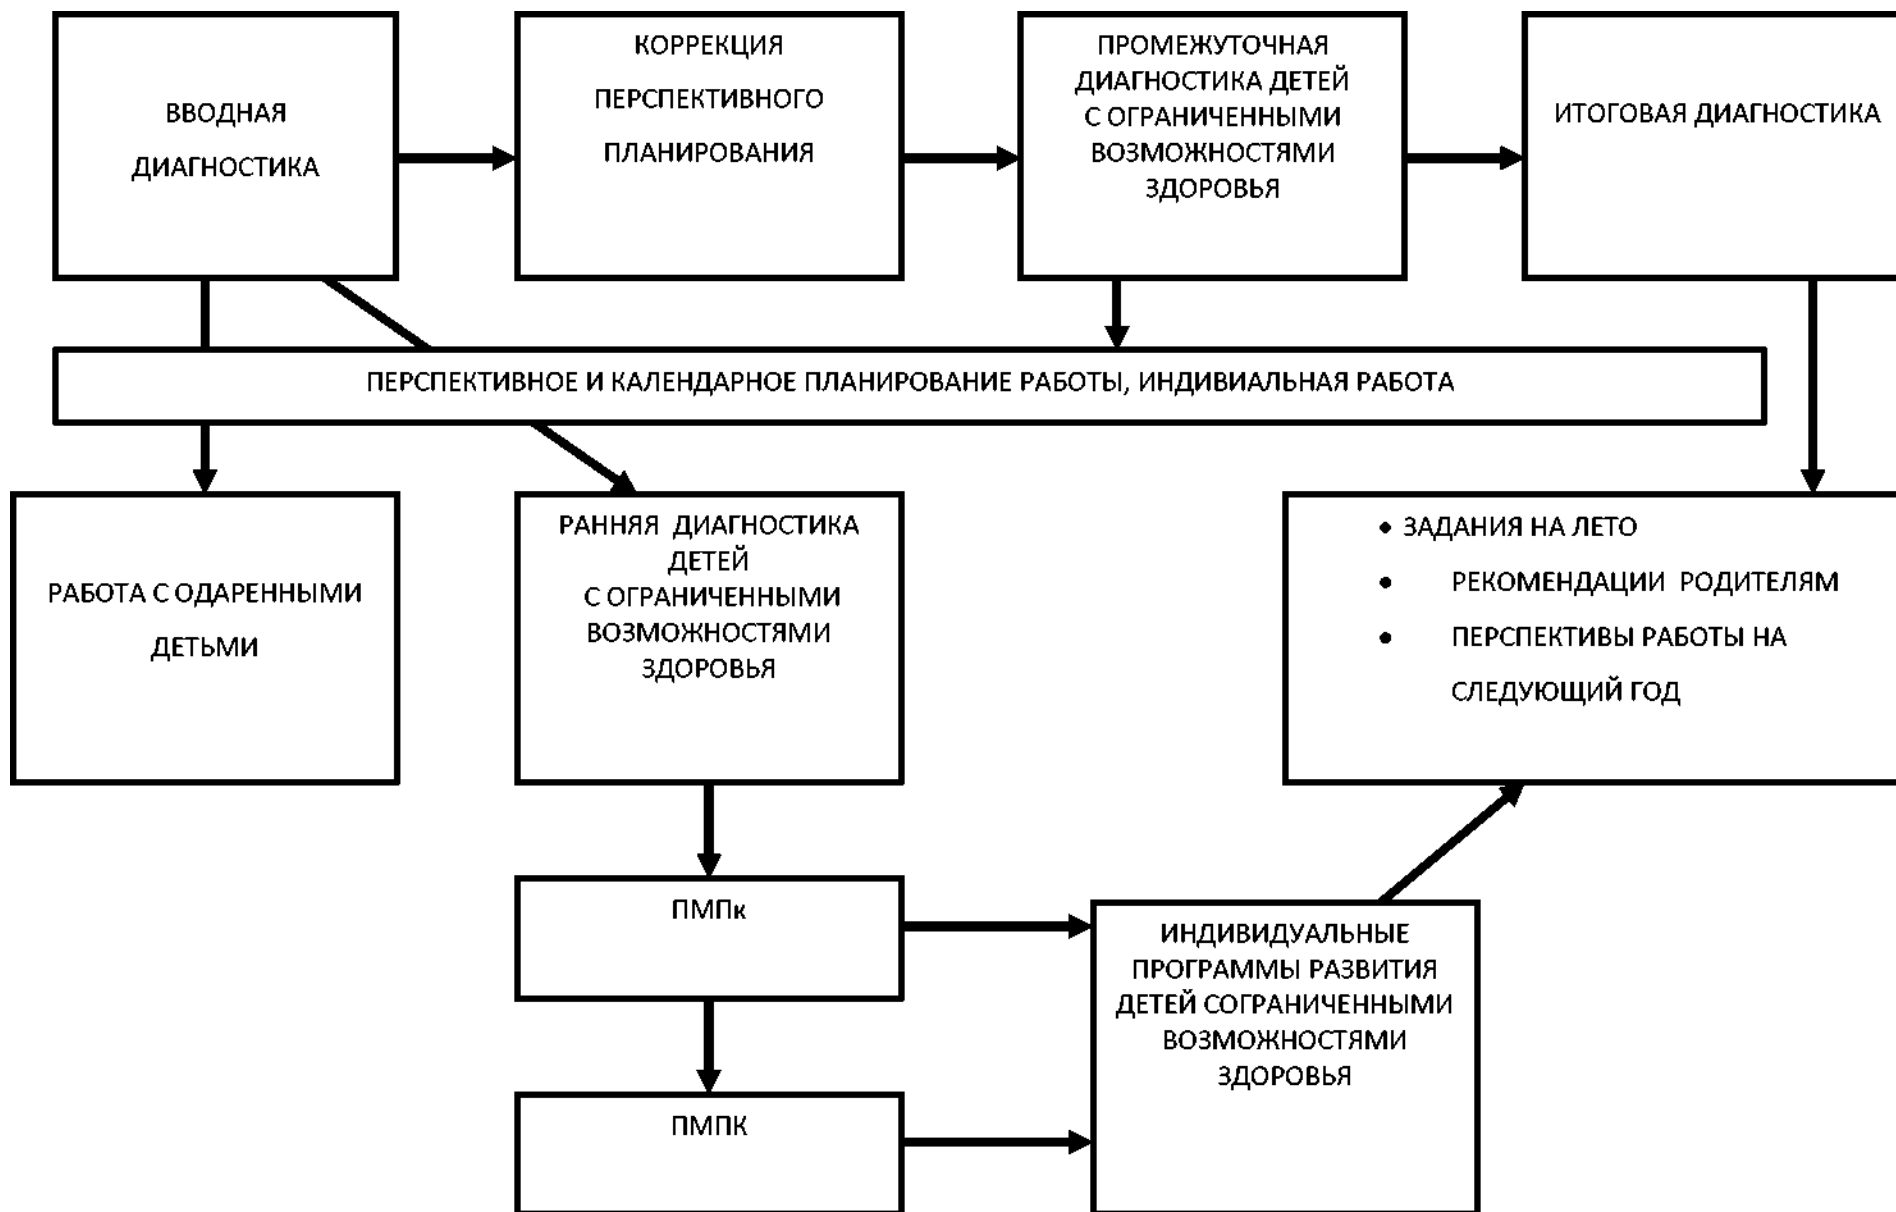 ВВОДНАЯ
ДИАГНОСТИКА
КОРРЕКЦИЯ
ПЕРСПЕКТИВНОГО
ПЛАНИРОВАНИЯ
ПРОМЕЖУТОЧНАЯ
ДИАГНОСТИКА ДЕТЕЙ
С ОГРАНИЧЕННЫМИ
ВОЗМОЖНОСТЯМИ
ЗДОРОВЬЯ
ИТОГОВАЯ ДИАГНОСТИКА
ПЕРСПЕКТИВНОЕ И КАЛЕНДАРНОЕ ПЛАНИРОВАНИЕ РАБОТЫ, ИНДИВИАЛЬНАЯ РАБОТА
РАБОТА С ОДАРЕННЫМИ
ДЕТЬМИ
РАННЯЯ ДИАГНОСТИКА
ДЕТЕЙ
С ОГРАНИЧЕННЫМИ
ВОЗМОЖНОСТЯМИ
ЗДОРОВЬЯ
• ЗАДАНИЯ НА ЛЕТО
• РЕКОМЕНДАЦИИ РОДИТЕЛЯМ
• ПЕРСПЕКТИВЫ РАБОТЫ НА
СЛЕДУЮЩИЙ ГОД
ПМПк
ИНДИВИДУАЛЬНЫЕ
ПРОГРАММЫ РАЗВИТИЯ
ДЕТЕЙ СОГРАНИЧЕННЫМИ
ВОЗМОЖНОСТЯМИ
ЗДОРОВЬЯ
ПМПК